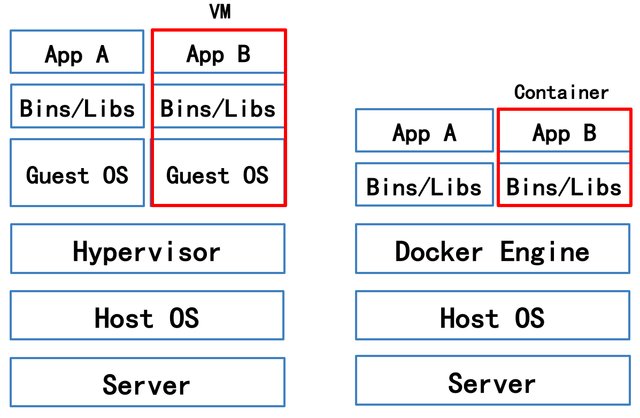 VM
App A
App B
Bins/Libs
Bins/Libs
Guest OS
Guest OS
Hypervisor
Host OS
Server
Container
App A
App B
Bins/Libs
Bins/Libs
Docker Engine
Host OS
Server